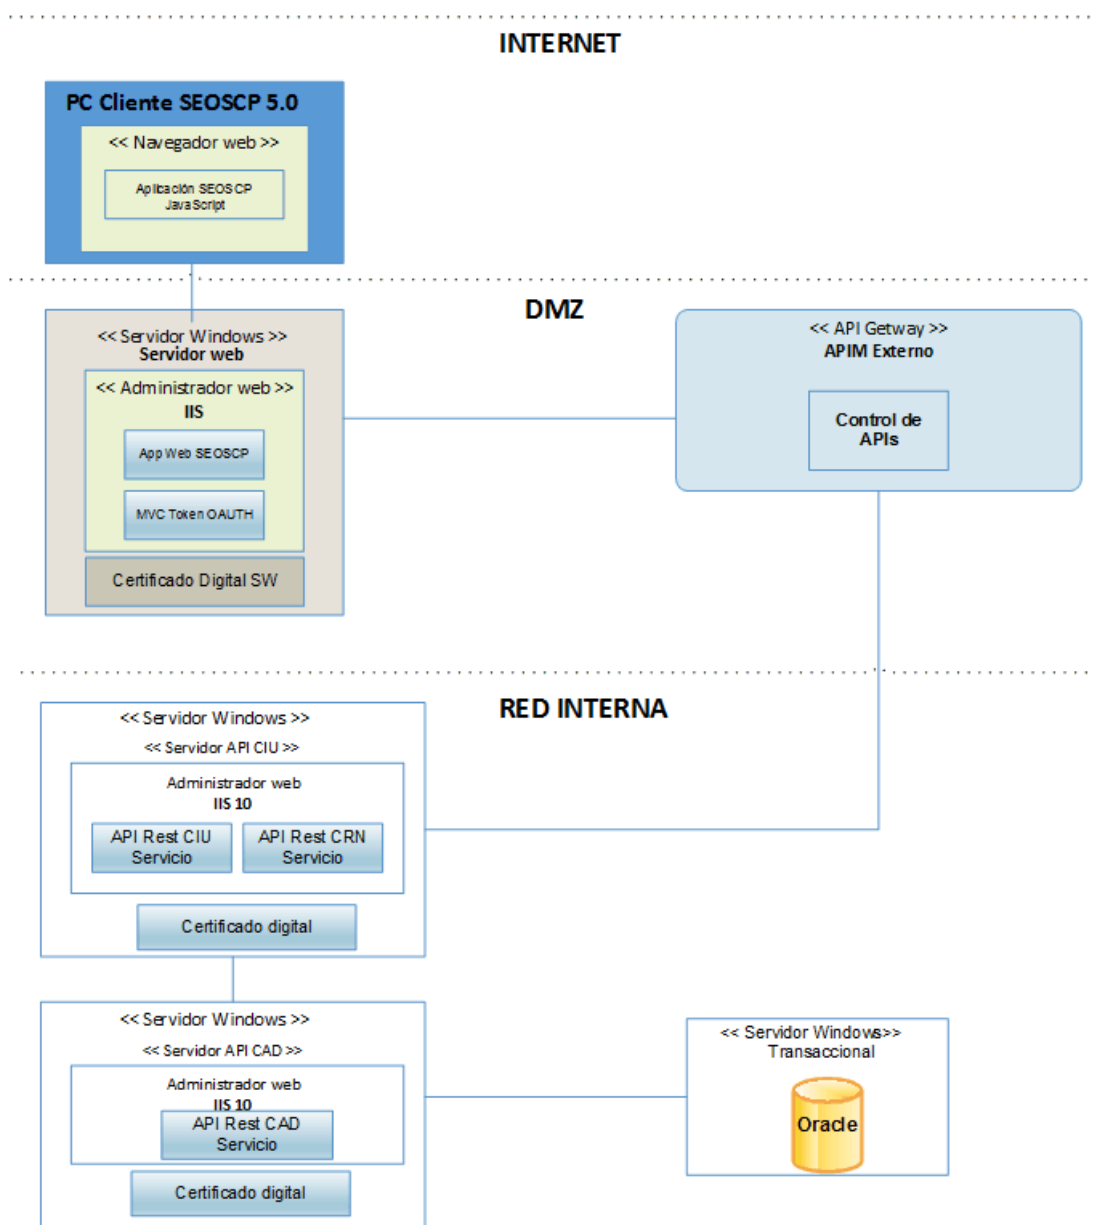 INTERNET
PC Cliente SEOSCP 5.0
<< Navegador web >>
Aplicación SEOSCP
JavaScript
DMZ
<< Servidor Windows >>
Servidor web
<< Administrador web >>
IIS
App Web SEOSCP
MVC Token OAUTH
Certificado Digital SW
<< API Getway >>
APIM Externo
Control de
APIs
RED INTERNA
<< Servidor Windows >>
<< Servidor API CIU >>
Administrador web
IIS 10
API Rest CIU
Servicio
API Rest CRN
Servicio
Certificado digital
<< Servidor Windows >>
<< Servidor API CAD >>
Administrador web
IIS 10
API Rest CAD
Servicio
Certificado digital
<< Servidor Windows>>
Transaccional
Oracle